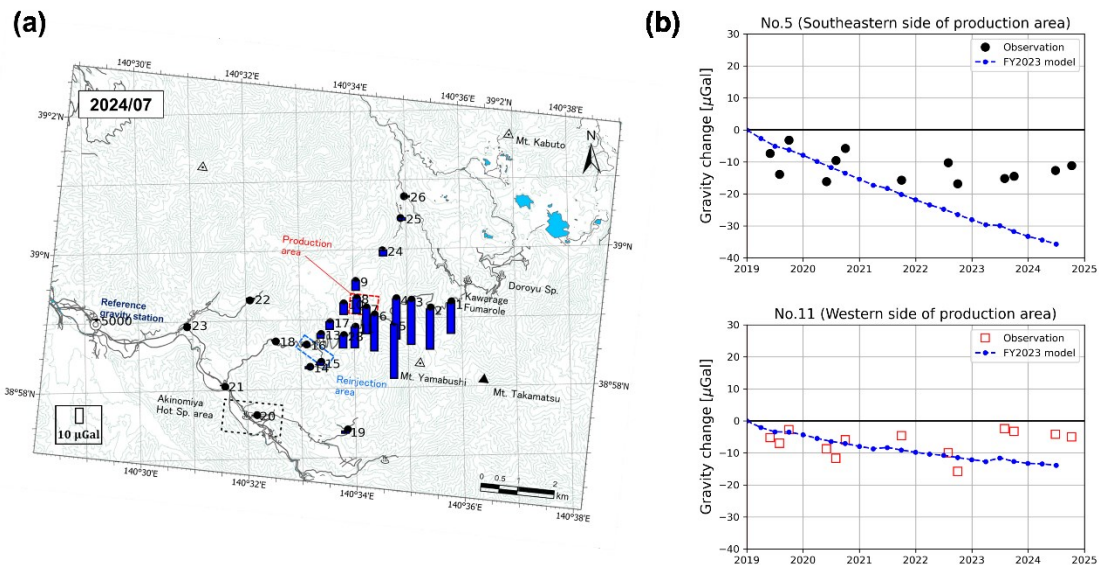 (a)
140°30'E
140°32'E
140°34'E
140°36'E
39°2'N
140°38'E
2024/07
39°2'N
N
Mt. Kabuto
26
25
Production
area
24
39°N
39°N
9
Doroyu Sp.
Kawarage
Fumarole
Reference
gravity station
5000
22
8
4
3
1
2
7
6
5
23
17
13
18
16
15
14
Reinjection
area
Mt. Yamabushi
Mt. Takamatsu
38°58'N
38°58'N
21
Akinomiya
Hot Sp. area
20
19
10 μGal
0 0.5 1 2
km
140°30'E
140°32'E
140°34'E
140°36'E
140°38'E
(b)
No.5 (Southeastern side of production area)
Observation
FY2023 model
Gravity change [μGal]
30
20
10
0
−10
−20
−30
−40
2019 2020 2021 2022 2023 2024 2025
No.11 (Western side of production area)
Observation
FY2023 model
Gravity change [μGal]
30
20
10
0
−10
−20
−30
−40
2019 2020 2021 2022 2023 2024 2025